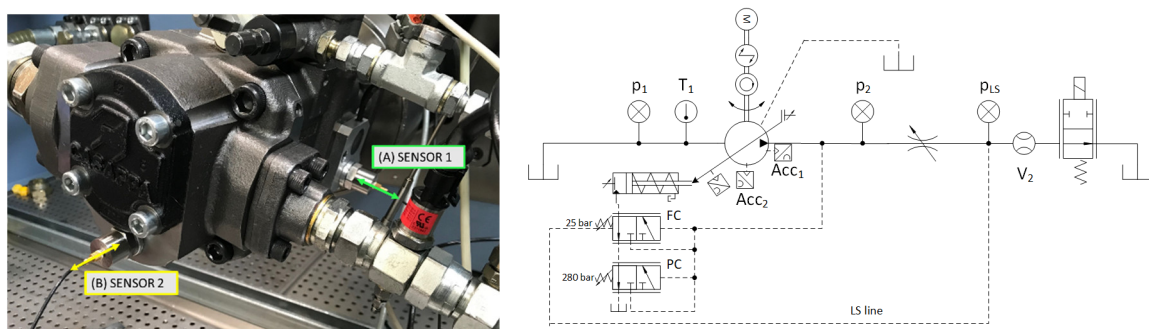 (A) SENSOR 1
(B) SENSOR 2
CE
M
p1
T1
p2
pLS
Acc1
Acc2
V2
25 bar
FC
280 bar
PC
LS line